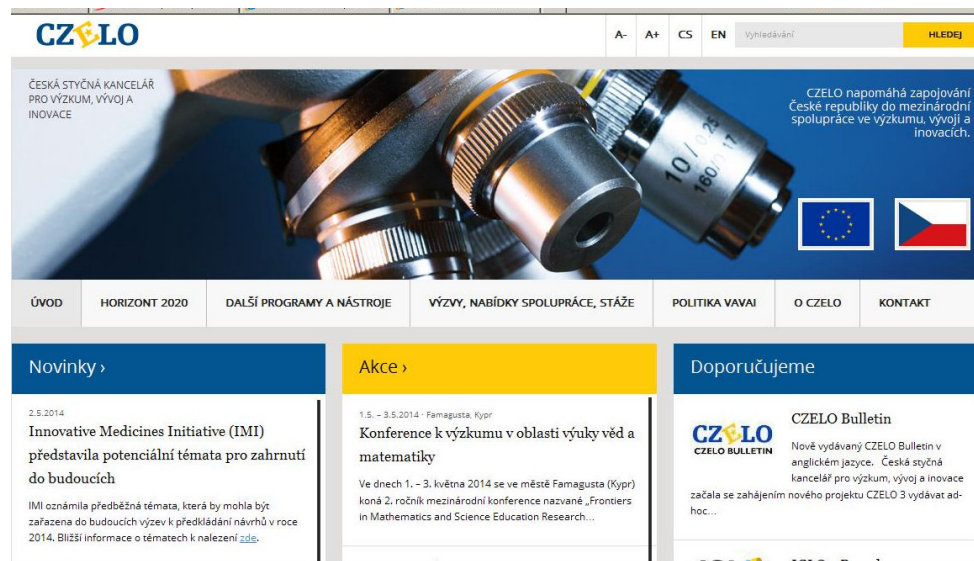 CZELO
A-
A+
CS
EN
Vyhledávání
HLEDEJ
ČESKÁ STYČNÁ KANCELÁŘ
PRO VÝZKUM, VÝVOJ A
INOVACE
10/0.25
160/0.17
CZELO napomáhá zapojování
České republiky do mezinárodní
spolupráce ve výzkumu, vývoji a
inovacích.
ÚVOD
HORIZONT 2020
DALŠÍ PROGRAMY A NÁSTROJE
VÝZVY, NABÍDKY SPOLUPRÁCE, STÁŽE
POLITIKA VAVAI
O CZELO
KONTAKT
Novinky ›
2.5.2014
Innovative Medicines Initiative (IMI)
představila potenciální témata pro zahrnutí
do budoucích
IMI oznámila předběžná témata, která by mohla být
zařazena do budoucích výzev k předkládání návrhů v roce
2014. Bližší informace o tématech k nalezení zde.
Akce ›
1.5. – 3.5.2014 · Famagusta, Kypr
Konference k výzkumu v oblasti výuky věd a
matematiky
Ve dnech 1. – 3. května 2014 se ve městě Famagusta (Kypr)
koná 2. ročník mezinárodní konference nazvané „Frontiers
in Mathematics and Science Education Research...
Doporučujeme
CZELO
CZELO BULLETIN
CZELO Bulletin
Nově vydávaný CZELO Bulletin v
anglickém jazyce. Česká styčná
kancelář pro výzkum, vývoj a inovace
začala se zahájením nového projektu CZELO 3 vydávat ad-
hoc...